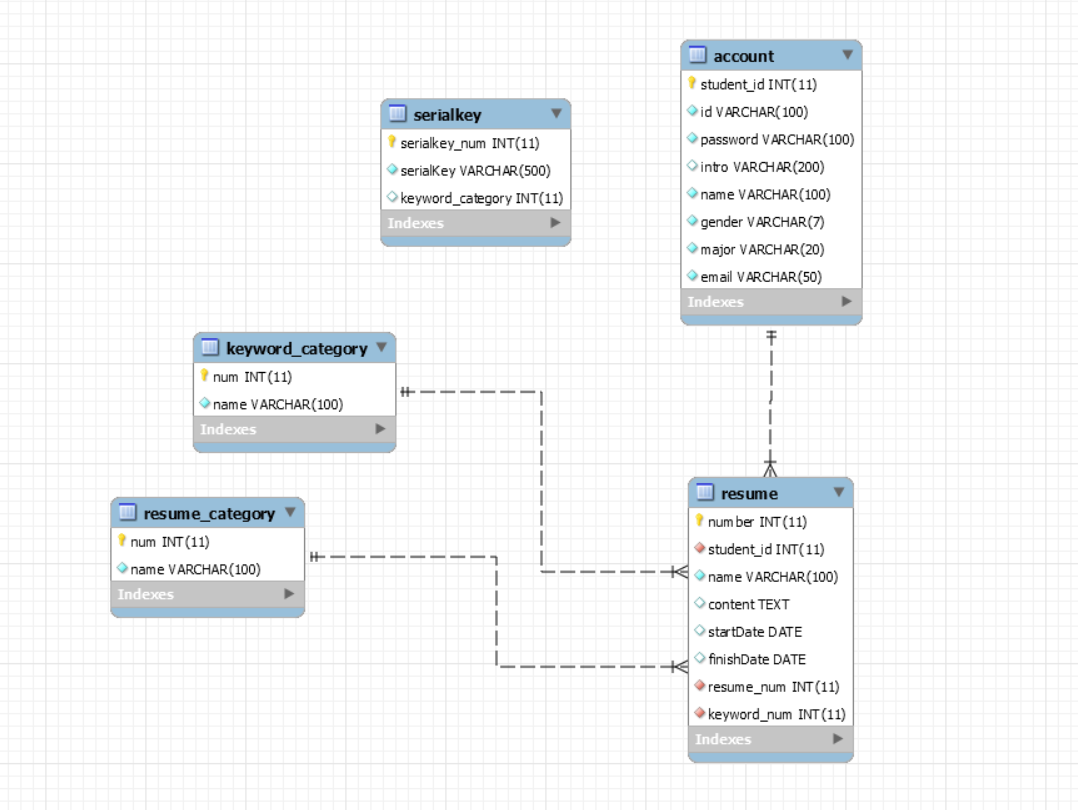 account
student_id INT(11)
id VARCHAR(100)
password VARCHAR(100)
intro VARCHAR(200)
name VARCHAR(100)
gender VARCHAR(7)
major VARCHAR(20)
email VARCHAR(50)
Indexes
serialkey
serialkey_num INT(11)
serialKey VARCHAR(500)
keyword_category INT(11)
Indexes
keyword_category
num INT(11)
name VARCHAR(100)
Indexes
resume_category
num INT(11)
name VARCHAR(100)
Indexes
resume
number INT(11)
student_id INT(11)
name VARCHAR(100)
content TEXT
startDate DATE
finishDate DATE
resume_num INT(11)
keyword_num INT(11)
Indexes